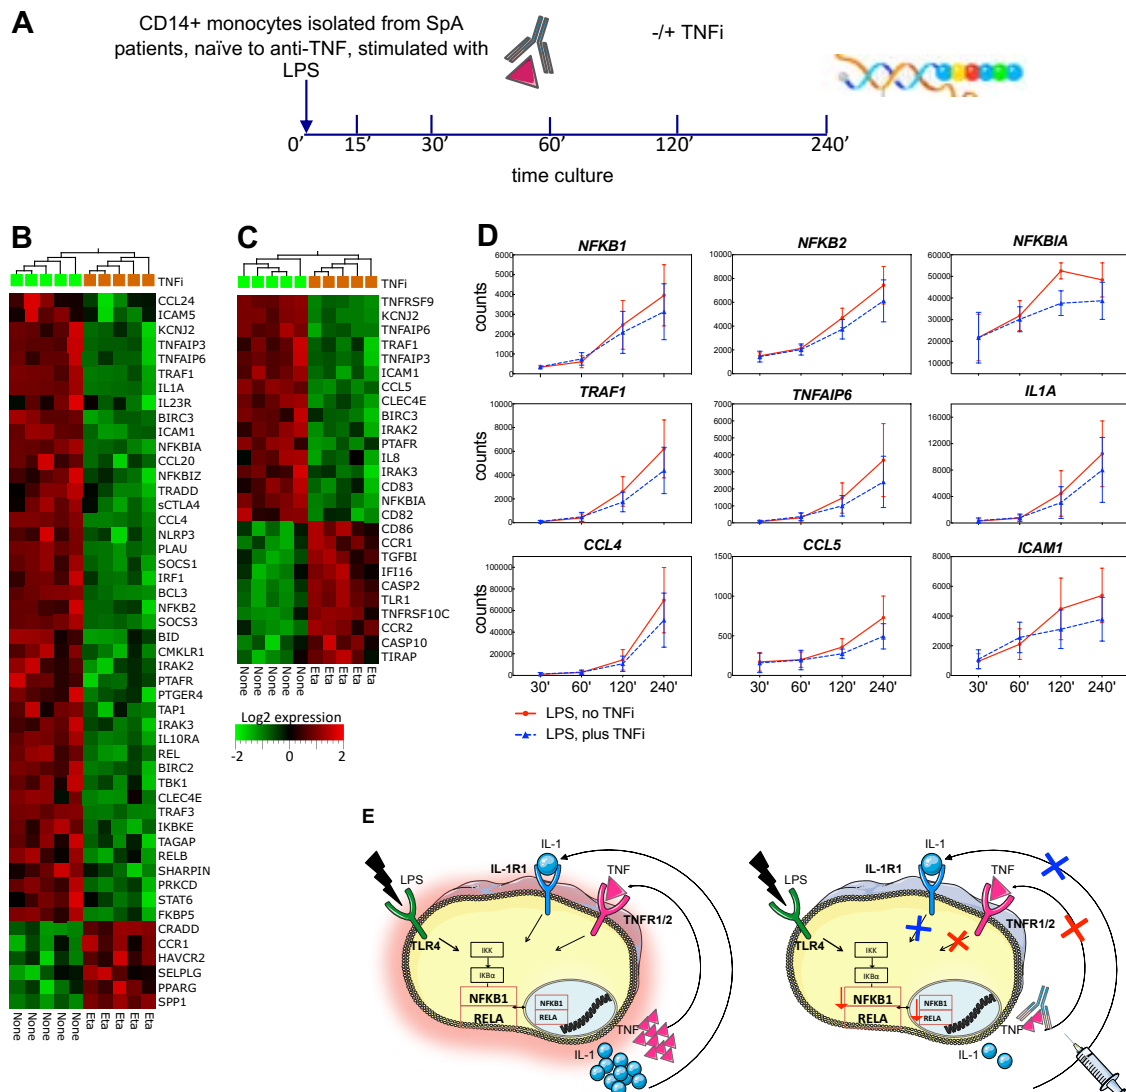 A
CD14+ monocytes isolated from SpA
patients, naïve to anti-TNF, stimulated with
LPS
-/+ TNFi
0’
15’
30’
60’
120’
240’
time culture
B
TNFi
CCL24
ICAM5
KCNJ2
TNFAIP3
TNFAIP6
TRAF1
IL1A
IL23R
BIRC3
ICAM1
NFKBIA
CCL20
NFKBIZ
TRADD
sCTLA4
CCL4
NLRP3
PLAU
SOCS1
IRF1
BCL3
NFKB2
SOCS3
BID
CMKLR1
IRAK2
PTAFR
PTGER4
TAP1
IRAK3
IL10RA
REL
BIRC2
TBK1
CLEC4E
TRAF3
IKBKE
TAGAP
RELB
SHARPIN
PRKCD
STAT6
FKBP5
CRADD
CCR1
HAVCR2
SELPLG
PPARG
SPP1
None
None
None
None
None
Eta
Eta
Eta
Eta
Eta
C
TNFi
TNFRSF9
KCNJ2
TNFAIP6
TRAF1
TNFAIP3
ICAM1
CCL5
CLEC4E
BIRC3
IRAK2
PTAFR
IL8
IRAK3
CD83
NFKBIA
CD82
CD86
CCR1
TGFBI
IFI16
CASP2
TLR1
TNFRSF10C
CCR2
CASP10
TIRAP
None
None
None
None
None
Eta
Eta
Eta
Eta
Eta
Log2 expression
-2 0 2
D
NFKB1
counts
6000
5000
4000
3000
2000
1000
0
NFKB2
10000
8000
6000
4000
2000
0
NFKBIA
60000
50000
40000
30000
20000
10000
TRAF1
counts
10000
8000
6000
4000
2000
0
TNFAIP6
8000
6000
4000
2000
0
IL1A
16000
12000
8000
4000
0
CCL4
counts
100000
80000
60000
40000
20000
0
30' 60' 120' 240'
CCL5
1500
1000
500
0
30' 60' 120' 240'
ICAM1
8000
6000
4000
2000
0
30' 60' 120' 240'
LPS, no TNFi
LPS, plus TNFi
E
LPS
TLR4
IL-1
IL-1R1
TNF
TNFR1/2
IKK
IKBα
NFKB1
RELA
NFKB1
RELA
TNF
IL-1
LPS
TLR4
IL-1
IL-1R1
TNF
TNFR1/2
IKK
IKBα
NFKB1
RELA
NFKB1
RELA
TNF
IL-1